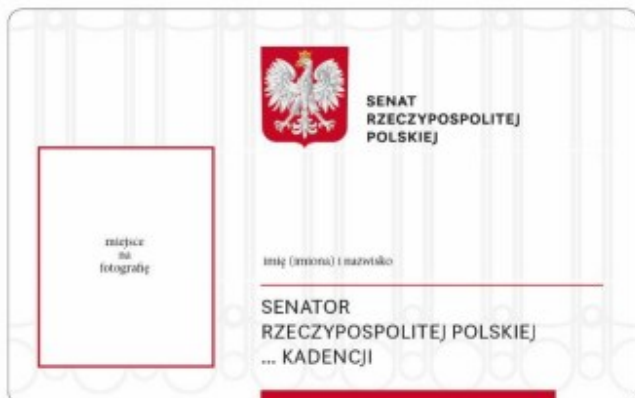 SENAT
RZECZYPOSPOLITEJ
POLSKIEJ
miejsce
na
fotografię
imię (imiona) i nazwisko
SENATOR
RZECZYPOSPOLITEJ POLSKIEJ
... KADENCJI